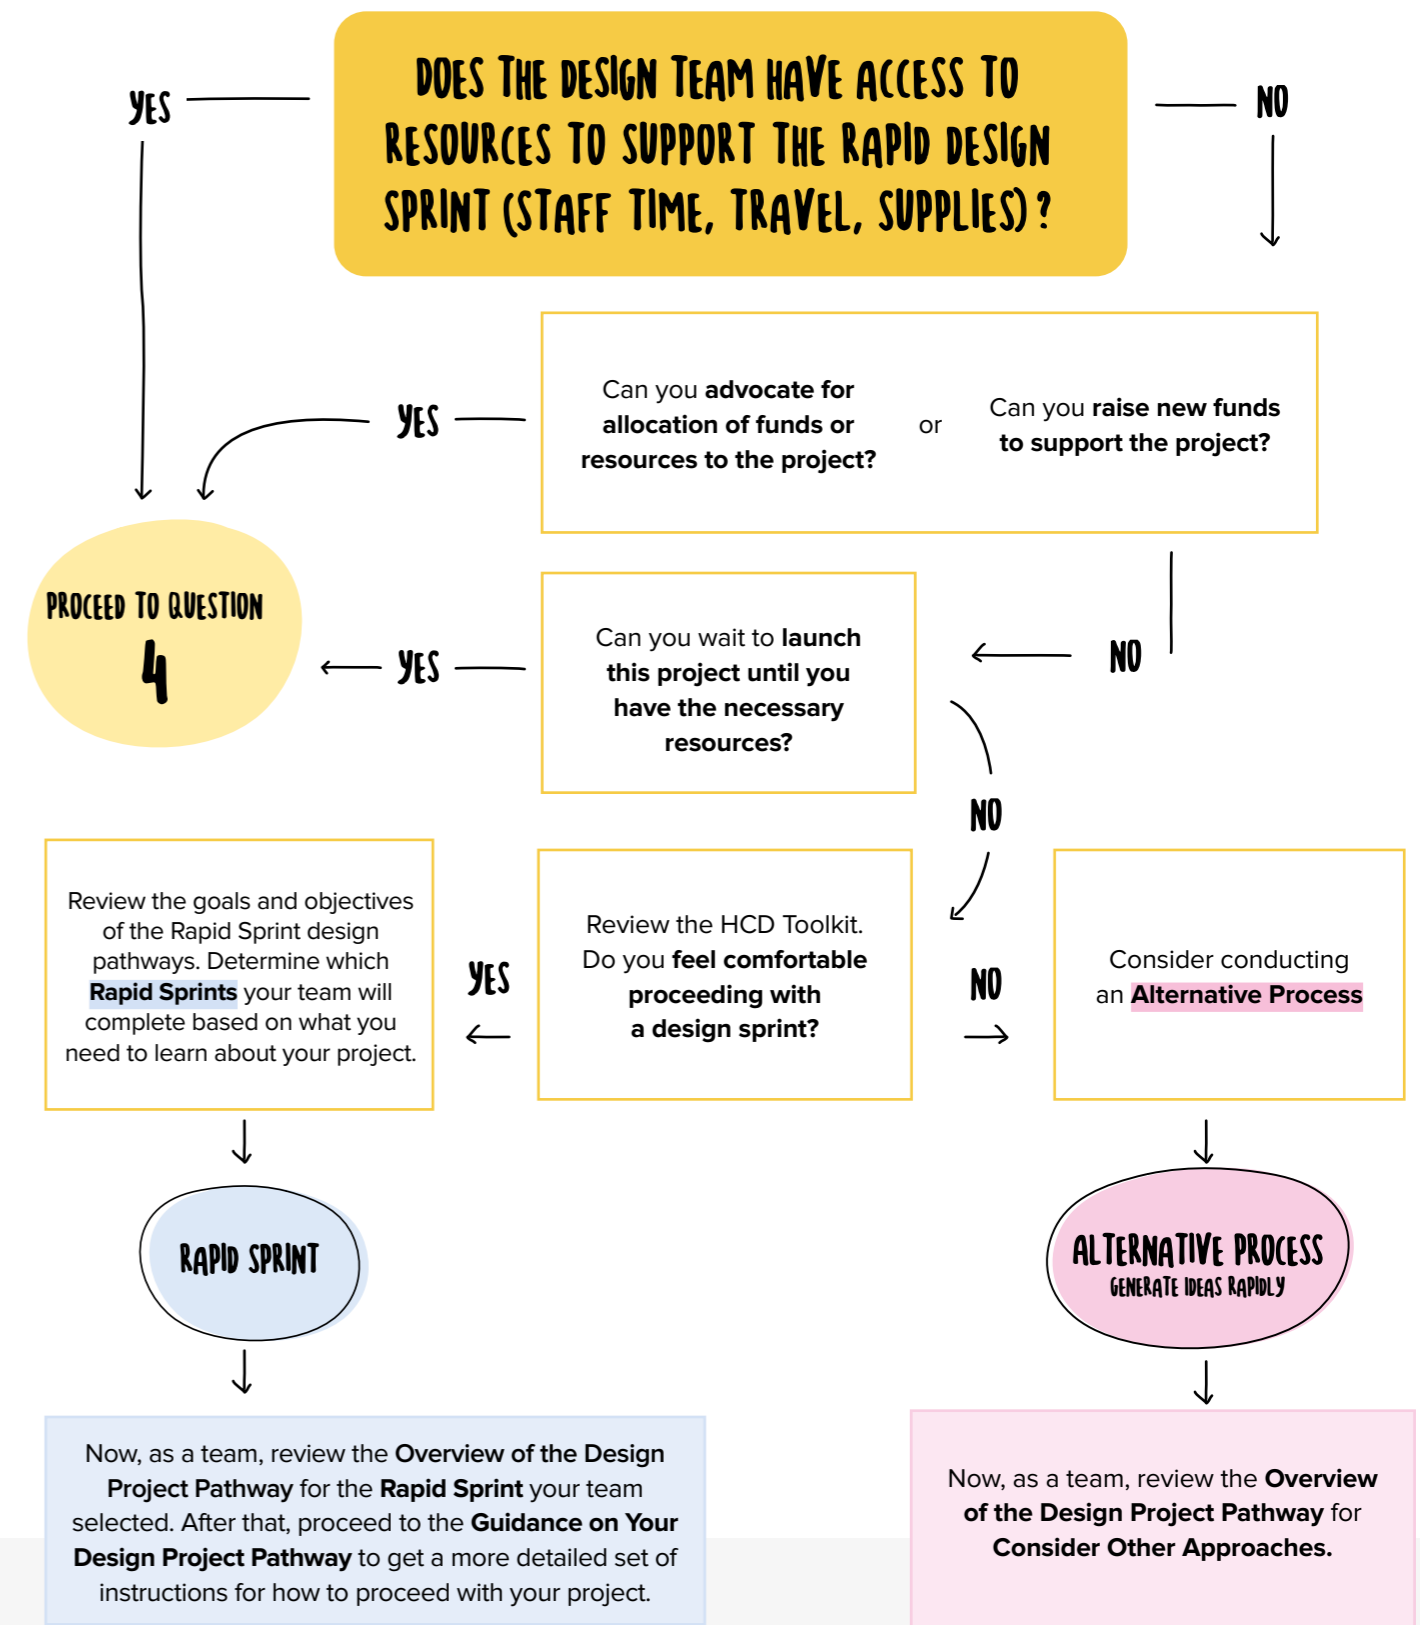 DOES THE DESIGN TEAM HAVE ACCESS TO
RESOURCES TO SUPPORT THE RAPID DESIGN
SPRINT (STAFF TIME, TRAVEL, SUPPLIES)?
YES
NO
Can you advocate for
allocation of funds or
resources to the project?
or
Can you raise new funds
to support the project?
YES
PROCEED TO QUESTION
4
YES
Can you wait to launch
this project until you
have the necessary
resources?
NO
NO
Review the goals and objectives
of the Rapid Sprint design
pathways. Determine which
Rapid Sprints your team will
complete based on what you
need to learn about your project.
YES
Review the HCD Toolkit.
Do you feel comfortable
proceeding with
a design sprint?
NO
Consider conducting
an Alternative Process
RAPID SPRINT
ALTERNATIVE PROCESS
GENERATE IDEAS RAPIDLY
Now, as a team, review the Overview of the Design
Project Pathway for the Rapid Sprint your team
selected. After that, proceed to the Guidance on Your
Design Project Pathway to get a more detailed set of
instructions for how to proceed with your project.
Now, as a team, review the Overview
of the Design Project Pathway for
Consider Other Approaches.